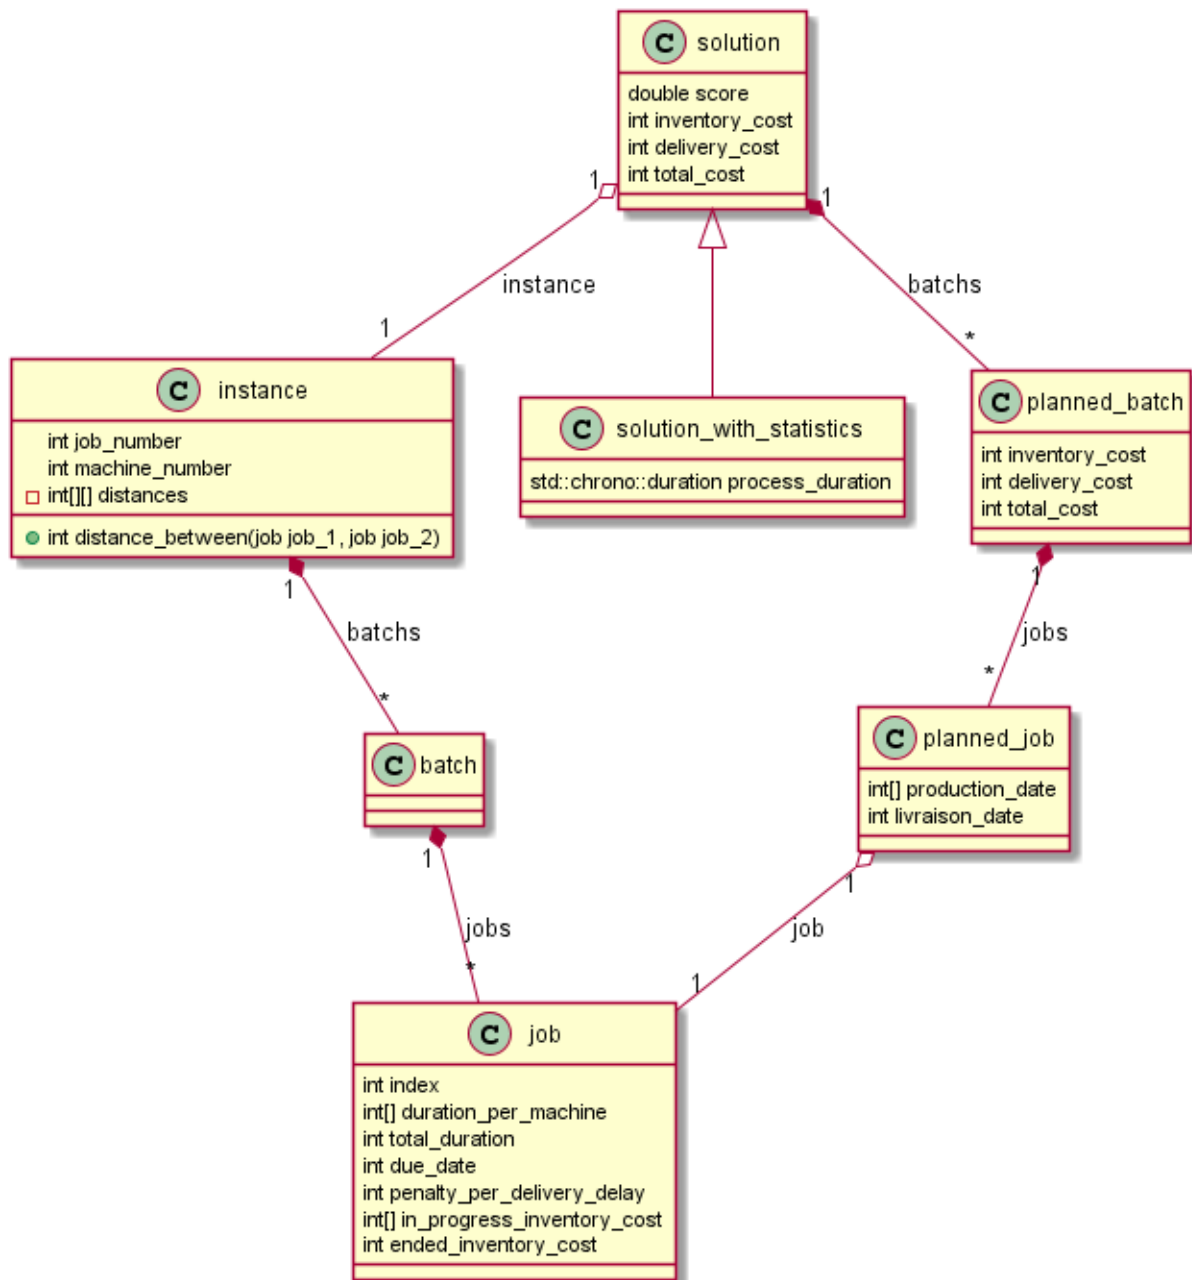 C solution
double score
int inventory_cost
int delivery_cost
int total_cost
1
1
instance
batchs
1
*
C instance
int job_number
int machine_number
int[][] distances
int distance_between(job job_1, job job_2)
C solution_with_statistics
std::chrono::duration process_duration
C planned_batch
int inventory_cost
int delivery_cost
int total_cost
1
1
batchs
jobs
*
*
C batch
C planned_job
int[] production_date
int livraison_date
1
1
jobs
job
*
1
C job
int index
int[] duration_per_machine
int total_duration
int due_date
int penalty_per_delivery_delay
int[] in_progress_inventory_cost
int ended_inventory_cost